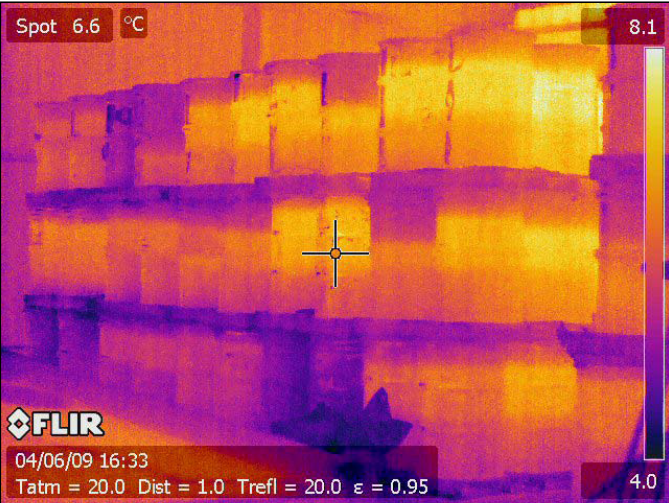 Spot 6.6 °C
8.1
FLIR
04/06/09 16:33
Tatm = 20.0 Dist = 1.0 Trefl = 20.0 ε = 0.95
4.0